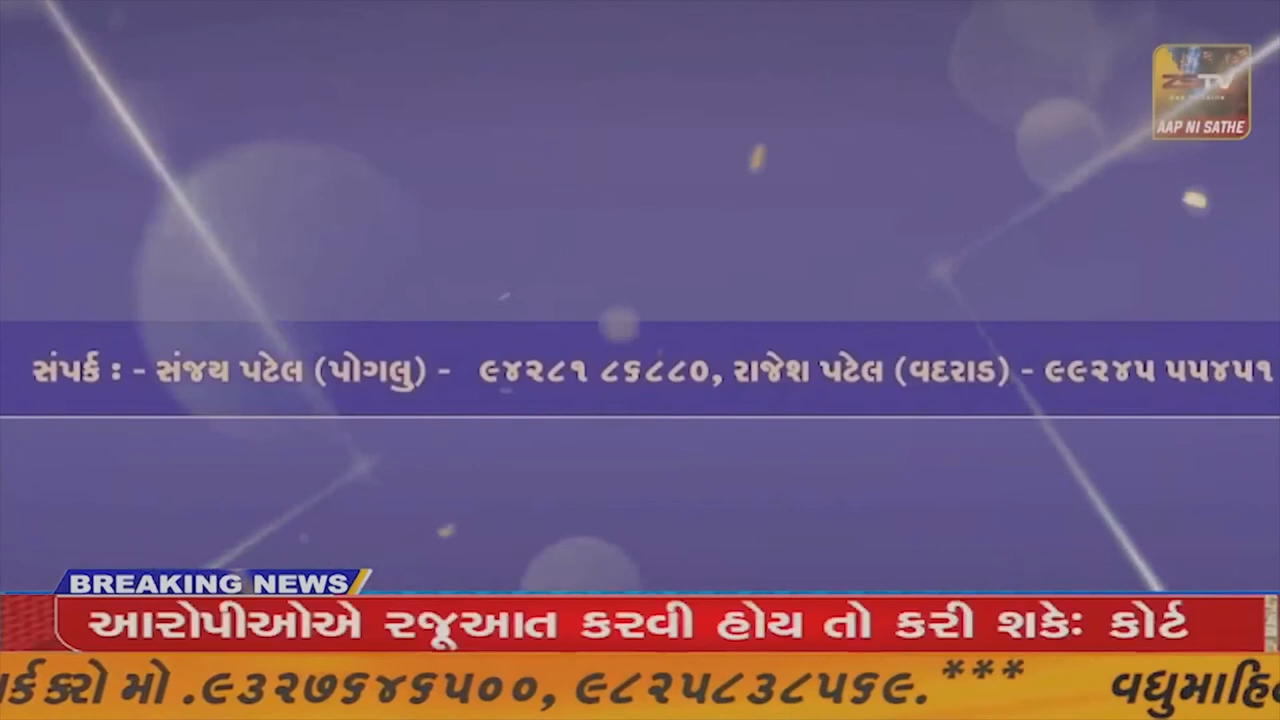 AAP NI SATHE
સંપર્ક : - સંજય પટેલ (પોગલુ) - ૯૪૨૮૧ ૮૬૮૮૦, રાજેશ પટેલ (વદરાડ) - ૯૯૨૪૫ ૫૫૪૫૧
BREAKING NEWS
આરોપીઓએ રજૂઆત કરવી હોય તો કરી શકેઃ કોર્ટ
ર્ક કરો મો .૯૩૨૭૬૪૬૫૦૦, ૯૮૨૫૮૩૮૫૬૯. *** વધુમાહિ